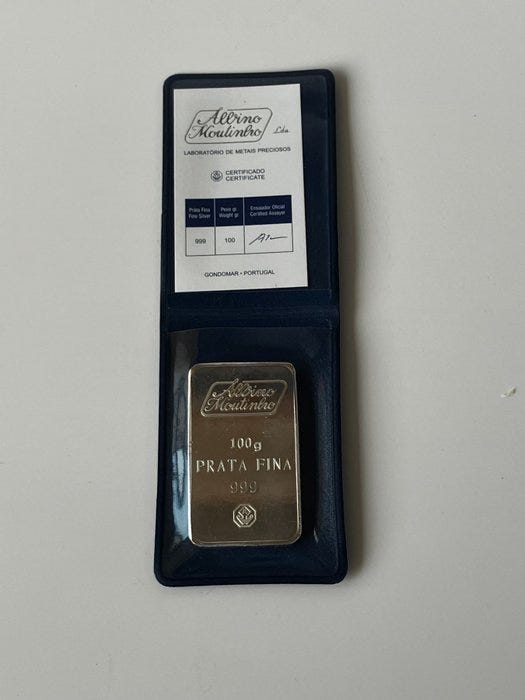 Albino
Moutinho Lda
LABORATÓRIO DE METAIS PRECIOSOS
CERTIFICADO
CERTIFICATE
Prata Fina Peso gr. Ensaiador Oficial
Fine Silver Weight gr. Certified Assayer
999 100
GONDOMAR • PORTUGAL
Albino
Moutinho
100g
PRATA FINA
999